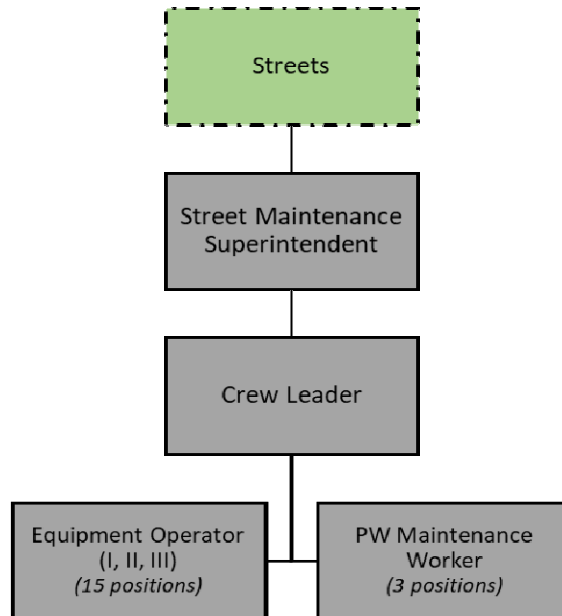 Streets
Street Maintenance
Superintendent
Crew Leader
Equipment Operator
(I, II, III)
(15 positions)
PW Maintenance
Worker
(3 positions)